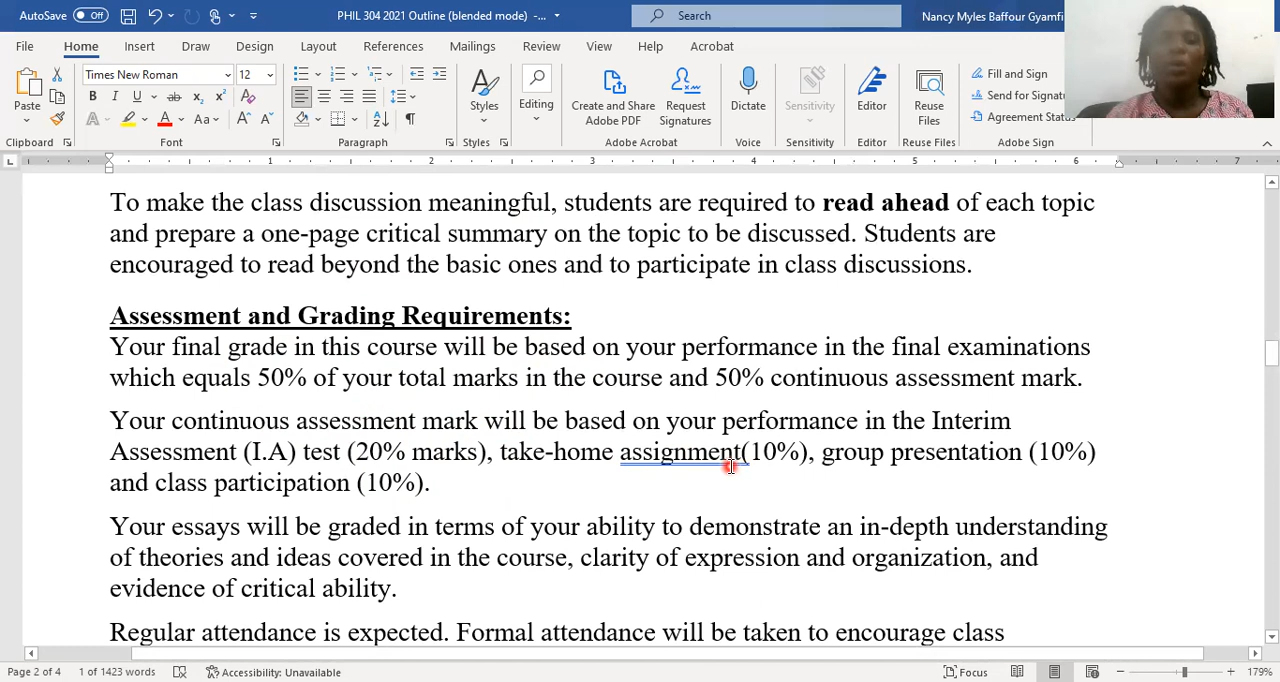 AutoSave Off PHIL 304 2021 Outline (blended mode) -... Search Nancy Myles Baffour Gyamfi
File Home Insert Draw Design Layout References Mailings Review View Help Acrobat
Times New Roman 12
Paste
Styles
Editing
Create and Share Adobe PDF
Request Signatures
Dictate
Sensitivity
Editor
Reuse Files
Fill and Sign
Send for Signatu
Agreement Status
Clipboard Font Paragraph Styles Adobe Acrobat Voice Sensitivity Editor Reuse Files Adobe Sign
1 2 3 4 5 6 7
To make the class discussion meaningful, students are required to read ahead of each topic
and prepare a one-page critical summary on the topic to be discussed. Students are
encouraged to read beyond the basic ones and to participate in class discussions.
Assessment and Grading Requirements:
Your final grade in this course will be based on your performance in the final examinations
which equals 50% of your total marks in the course and 50% continuous assessment mark.
Your continuous assessment mark will be based on your performance in the Interim
Assessment (I.A) test (20% marks), take-home assignment(10%), group presentation (10%)
and class participation (10%).
Your essays will be graded in terms of your ability to demonstrate an in-depth understanding
of theories and ideas covered in the course, clarity of expression and organization, and
evidence of critical ability.
Regular attendance is expected. Formal attendance will be taken to encourage class
Page 2 of 4 1 of 1423 words Accessibility: Unavailable Focus 179%